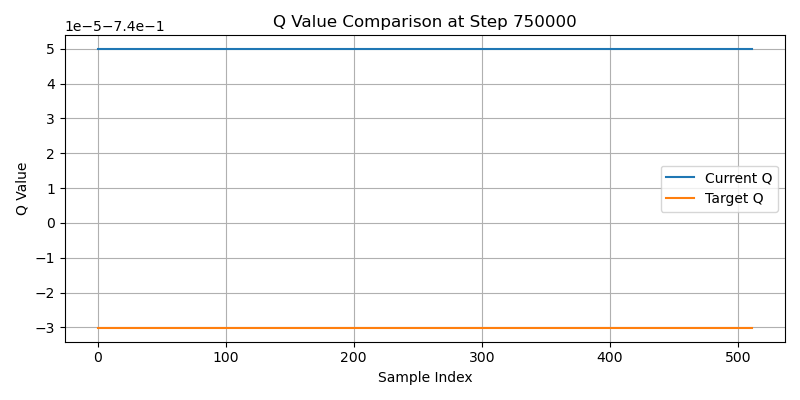 Q Value Comparison at Step 750000
1e−5−7.4e−1
5
4
3
2
1
0
−1
−2
−3
Q Value
Current Q
Target Q
0 100 200 300 400 500
Sample Index